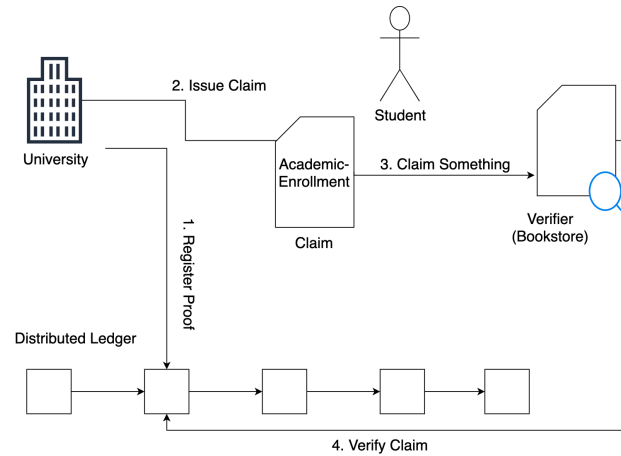 2. Issue Claim
Student
University
Academic-
Enrollment
3. Claim Something
Claim
Verifier
(Bookstore)
1. Register Proof
Distributed Ledger
4. Verify Claim